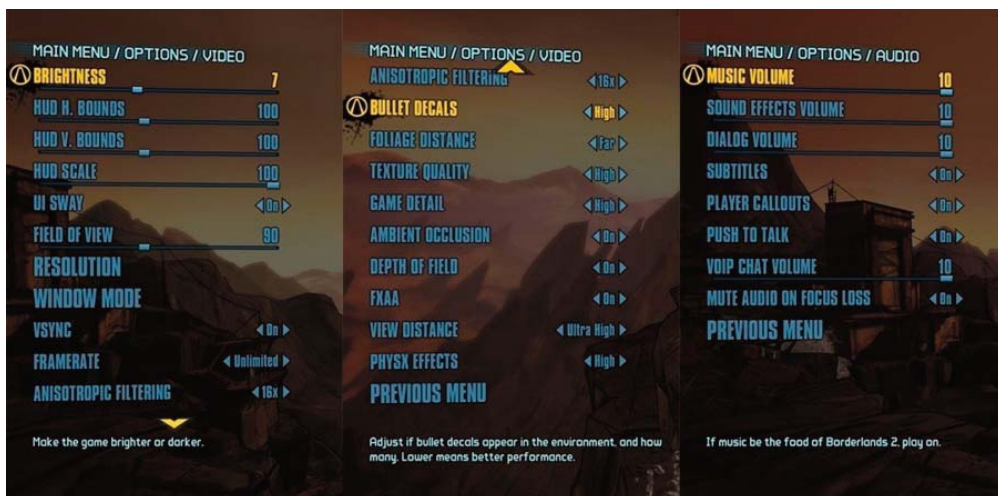 MAIN MENU / OPTIONS / VIDEO
BRIGHTNESS 7
HUD H. BOUNDS 100
HUD V. BOUNDS 100
HUD SCALE 100
UI SWAY On
FIELD OF VIEW 90
RESOLUTION
WINDOW MODE
VSYNC On
FRAMERATE Unlimited
ANISOTROPIC FILTERING 16x
Make the game brighter or darker.
MAIN MENU / OPTIONS / VIDEO
ANISOTROPIC FILTERING 16x
BULLET DECALS High
FOLIAGE DISTANCE Far
TEXTURE QUALITY High
GAME DETAIL High
AMBIENT OCCLUSION On
DEPTH OF FIELD On
FXAA On
VIEW DISTANCE Ultra High
PHYSX EFFECTS High
PREVIOUS MENU
Adjust if bullet decals appear in the environment, and how
many. Lower means better performance.
MAIN MENU / OPTIONS / AUDIO
MUSIC VOLUME 10
SOUND EFFECTS VOLUME 10
DIALOG VOLUME 10
SUBTITLES On
PLAYER CALLOUTS On
PUSH TO TALK On
VOIP CHAT VOLUME 10
MUTE AUDIO ON FOCUS LOSS On
PREVIOUS MENU
If music be the food of Borderlands 2, play on.